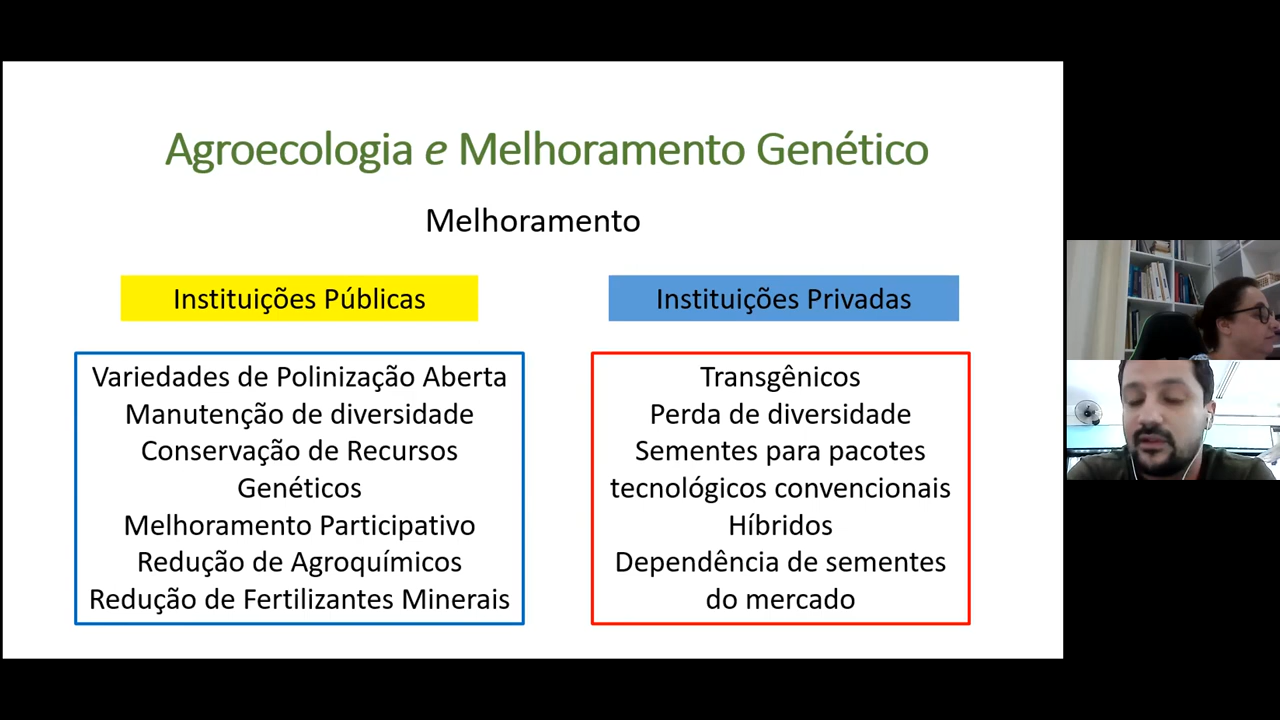 Agroecologia e Melhoramento Genético
Melhoramento
Instituições Públicas
Variedades de Polinização Aberta
Manutenção de diversidade
Conservação de Recursos
Genéticos
Melhoramento Participativo
Redução de Agroquímicos
Redução de Fertilizantes Minerais
Instituições Privadas
Transgênicos
Perda de diversidade
Sementes para pacotes
tecnológicos convencionais
Híbridos
Dependência de sementes
do mercado